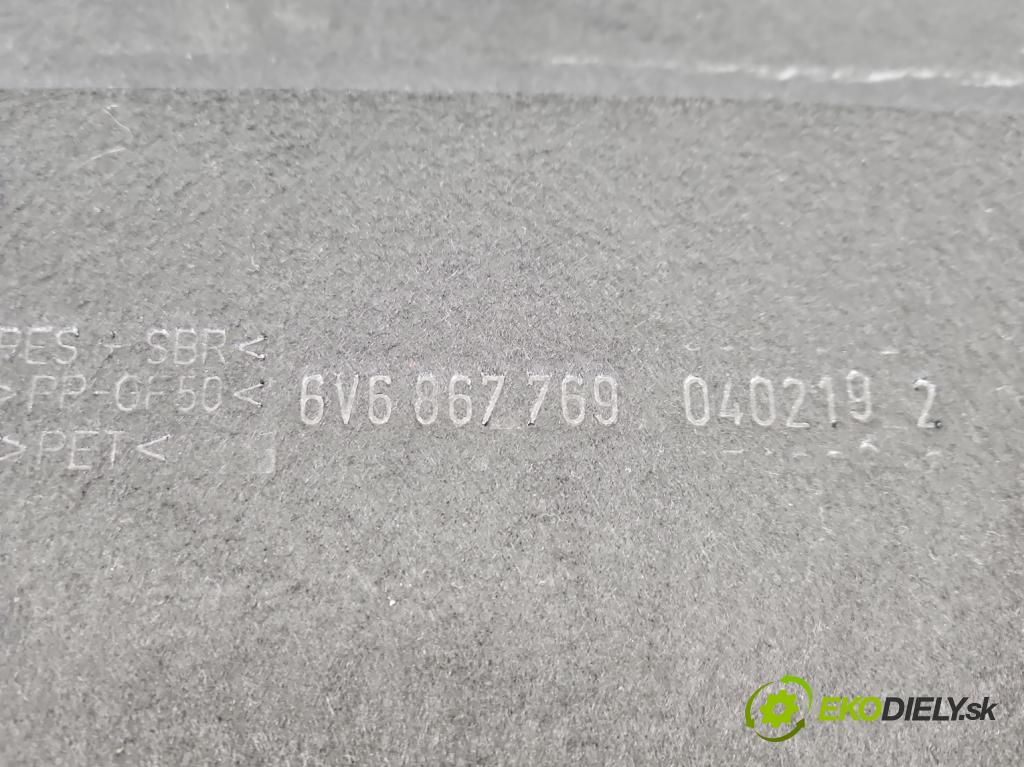 PES - SBR<
>PP-GF50<
>PET<
6V6 867 769 040219 2
EKODIELY.sk